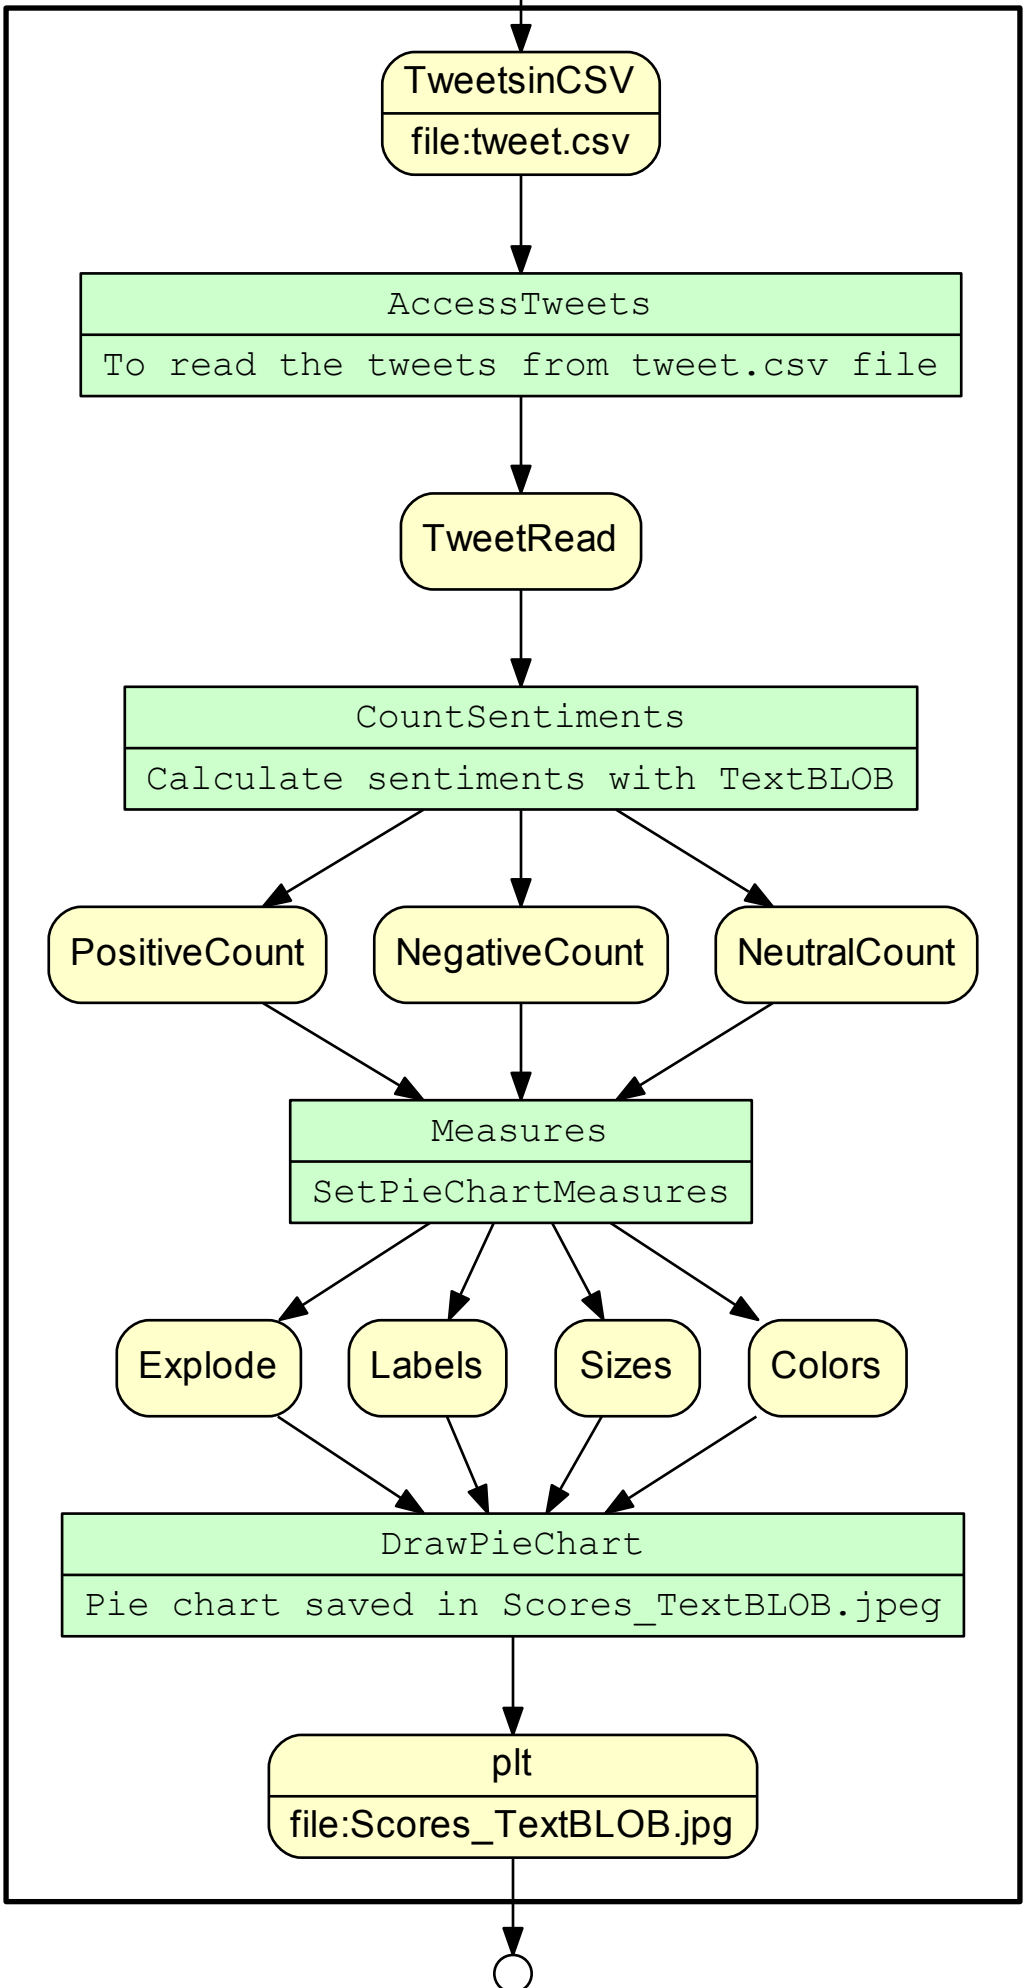 TweetsinCSV
file:tweet.csv
AccessTweets
To read the tweets from tweet.csv file
TweetRead
CountSentiments
Calculate sentiments with TextBLOB
PositiveCount
NegativeCount
NeutralCount
Measures
SetPieChartMeasures
Explode
Labels
Sizes
Colors
DrawPieChart
Pie chart saved in Scores_TextBLOB.jpeg
plt
file:Scores_TextBLOB.jpg